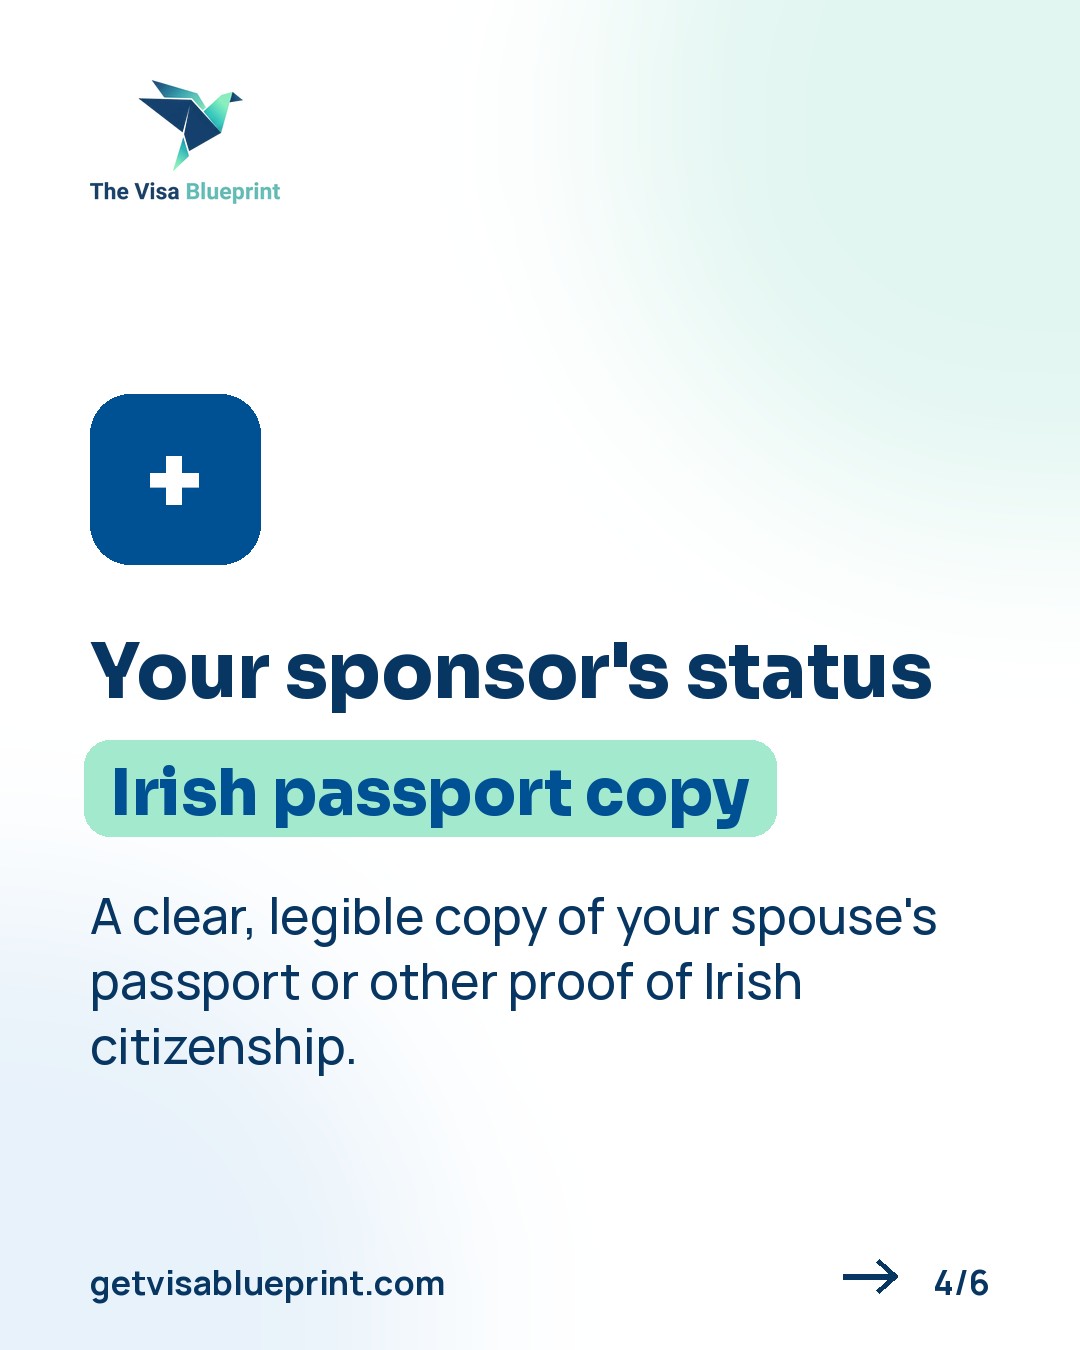 The Visa Blueprint
Your sponsor's status
Irish passport copy
A clear, legible copy of your spouse's
passport or other proof of Irish
citizenship.
getvisablueprint.com
4/6